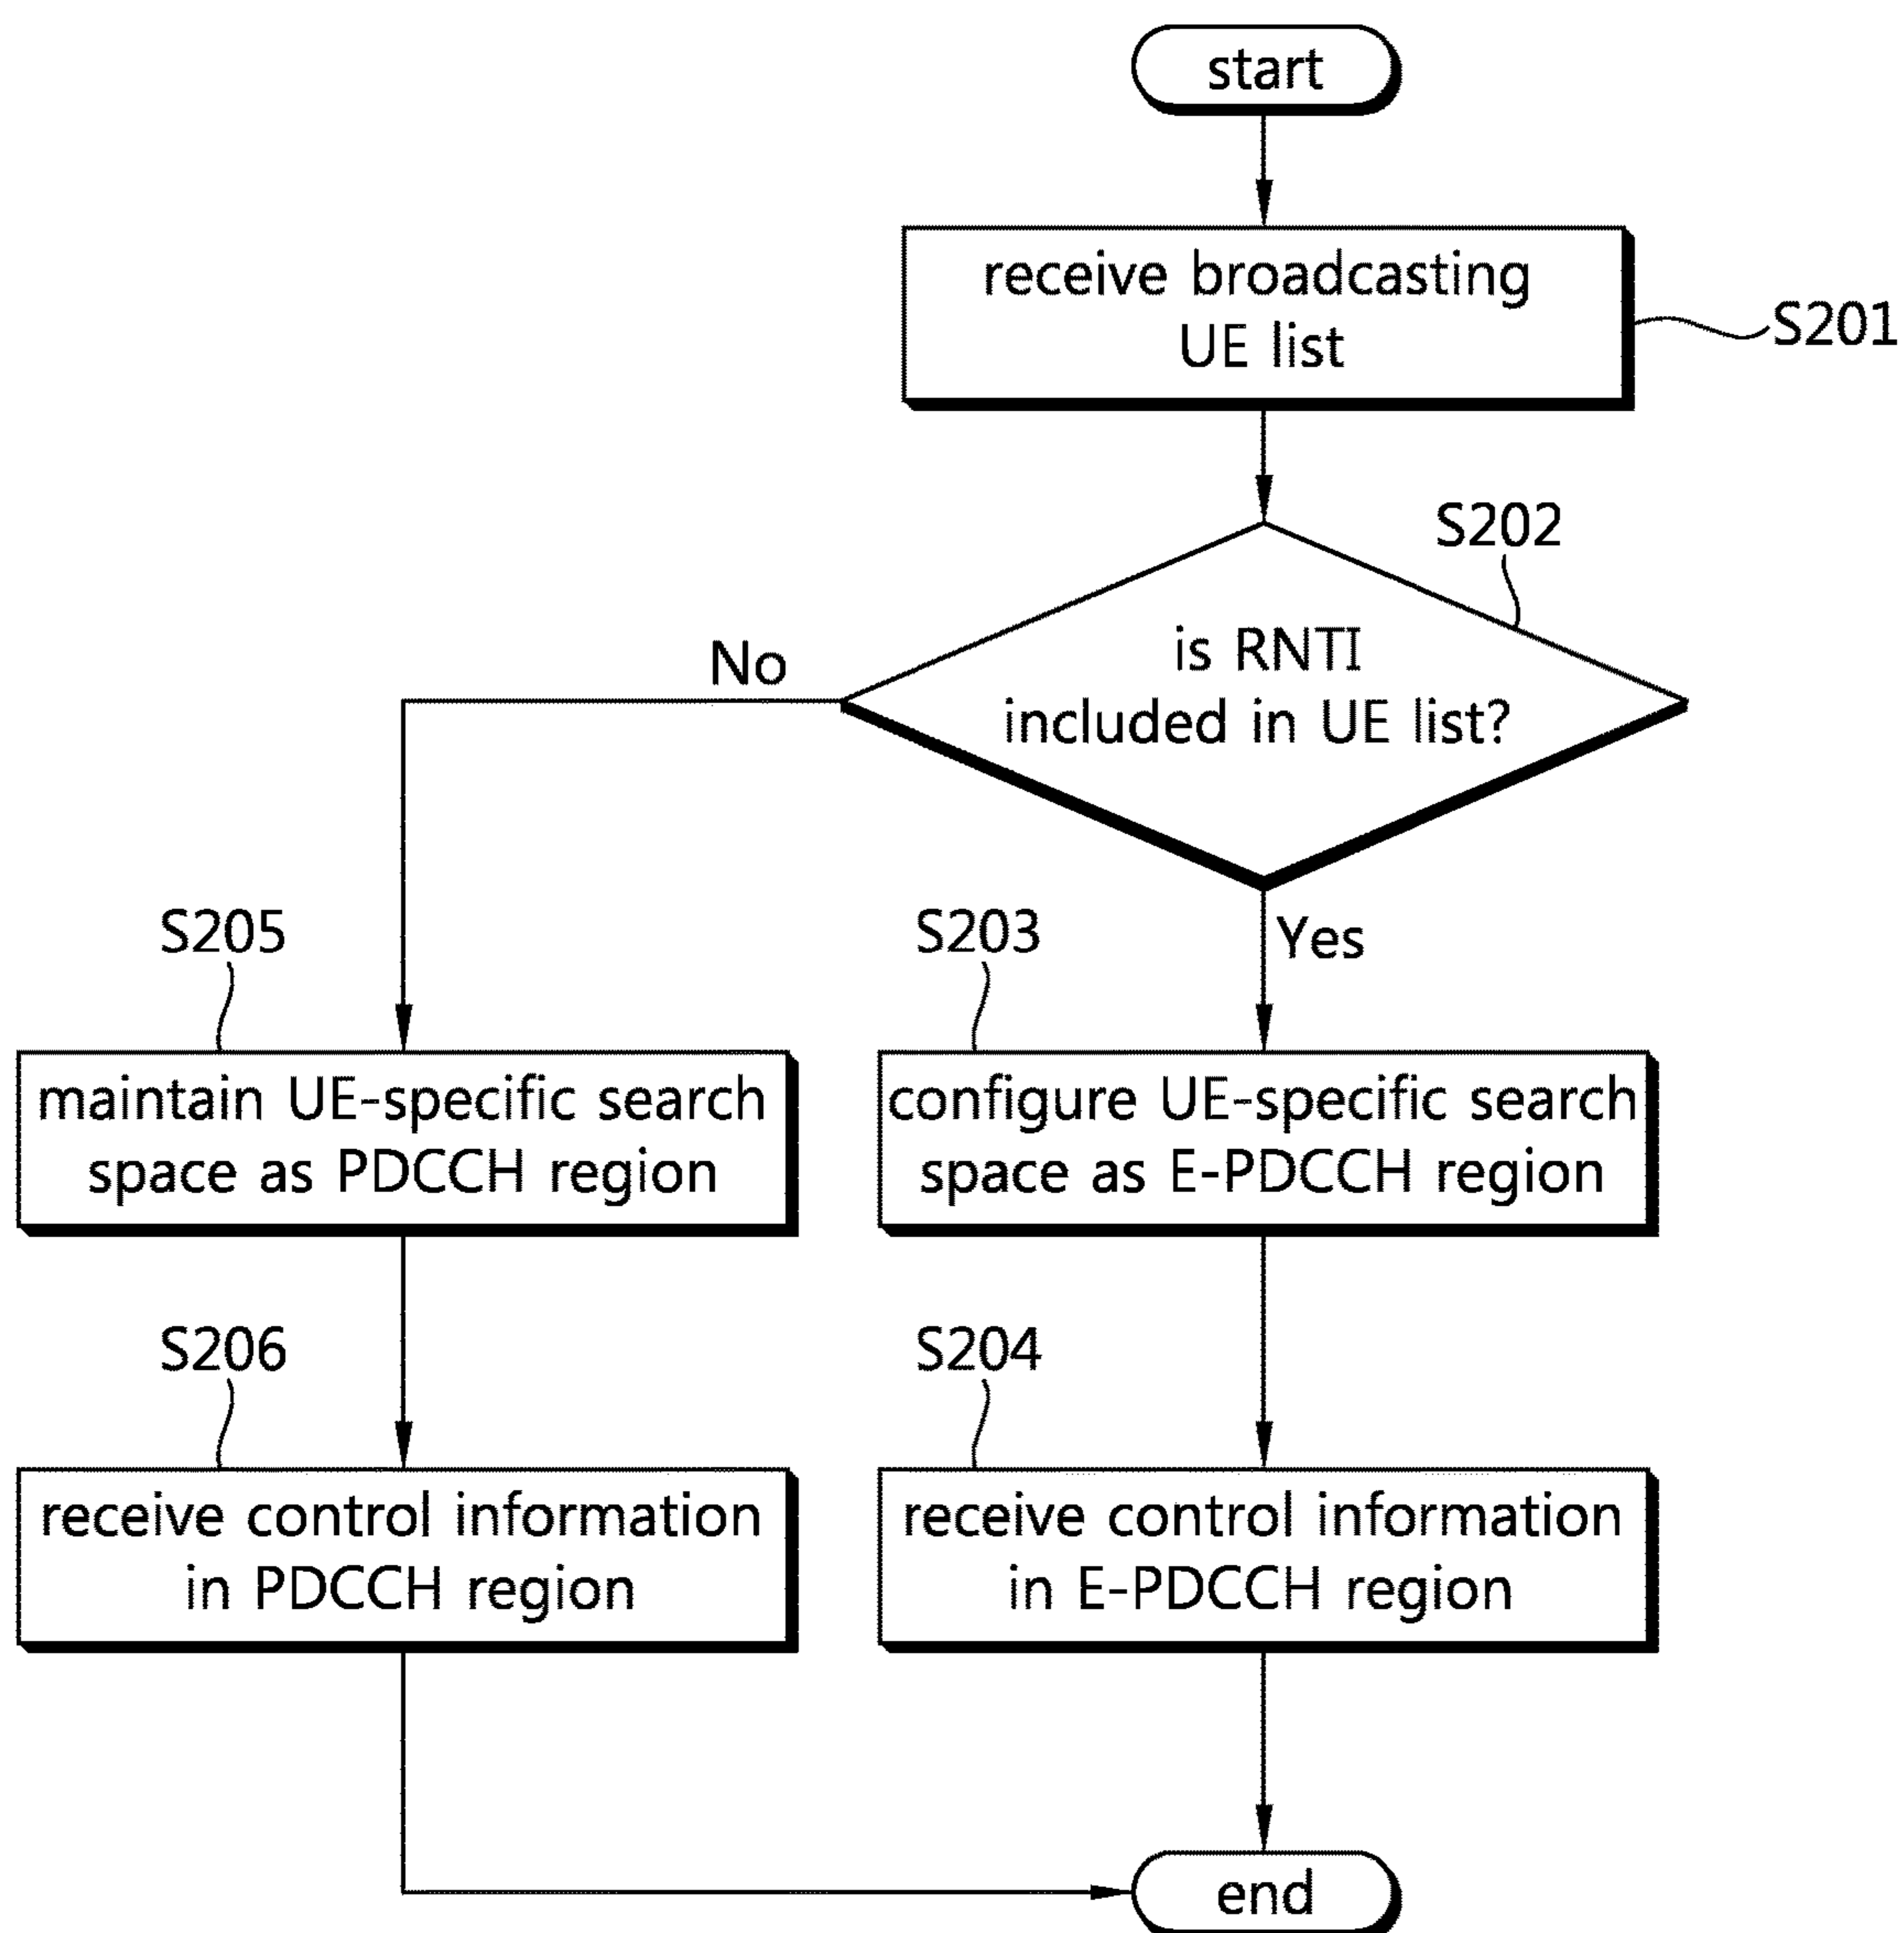 start
receive broadcasting
UE list
S201
S202
is RNTI
included in UE list?
No
Yes
S205
S203
maintain UE-specific search
space as PDCCH region
configure UE-specific search
space as E-PDCCH region
S206
S204
receive control information
in PDCCH region
receive control information
in E-PDCCH region
end